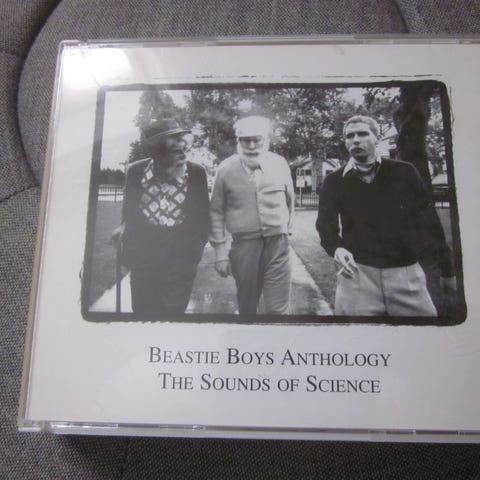 BEASTIE BOYS ANTHOLOGY
THE SOUNDS OF SCIENCE